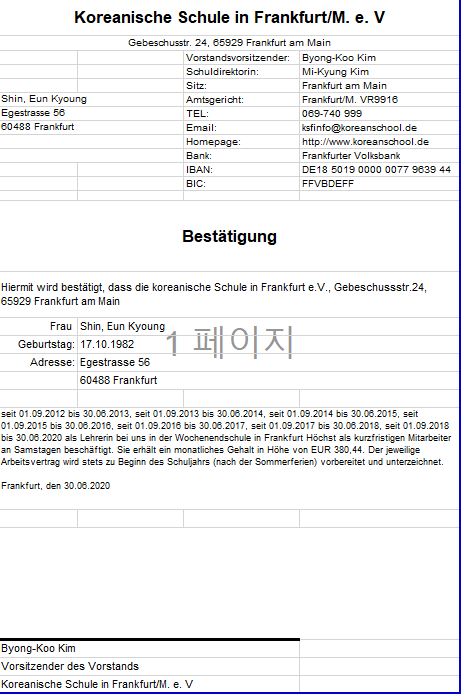 Koreanische Schule in Frankfurt/M. e. V
Gebeschusstr. 24, 65929 Frankfurt am Main
Vorstandsvorsitzender: Byong-Koo Kim
Schuldirektorin: Mi-Kyung Kim
Sitz: Frankfurt am Main
Shin, Eun Kyoung Amtsgericht: Frankfurt/M. VR9916
Egestrasse 56 TEL: 069-740 999
60488 Frankfurt Email: ksfinfo@koreanschool.de
Homepage: http://www.koreanschool.de
Bank: Frankfurter Volksbank
IBAN: DE18 5019 0000 0077 9639 44
BIC: FFVBDEFF
Bestätigung
Hiermit wird bestätigt, dass die koreanische Schule in Frankfurt e.V., Gebeschussstr.24,
65929 Frankfurt am Main
Frau Shin, Eun Kyoung
1 페이지
Geburtstag: 17.10.1982
Adresse: Egestrasse 56
60488 Frankfurt
seit 01.09.2012 bis 30.06.2013, seit 01.09.2013 bis 30.06.2014, seit 01.09.2014 bis 30.06.2015, seit
01.09.2015 bis 30.06.2016, seit 01.09.2016 bis 30.06.2017, seit 01.09.2017 bis 30.06.2018, seit 01.09.2018
bis 30.06.2020 als Lehrerin bei uns in der Wochenendschule in Frankfurt Höchst als kurzfristigen Mitarbeiter
an Samstagen beschäftigt. Sie erhält ein monatliches Gehalt in Höhe von EUR 380,44. Der jeweilige
Arbeitsvertrag wird stets zu Beginn des Schuljahrs (nach der Sommerferien) vorbereitet und unterzeichnet.
Frankfurt, den 30.06.2020
Byong-Koo Kim
Vorsitzender des Vorstands
Koreanische Schule in Frankfurt/M. e. V